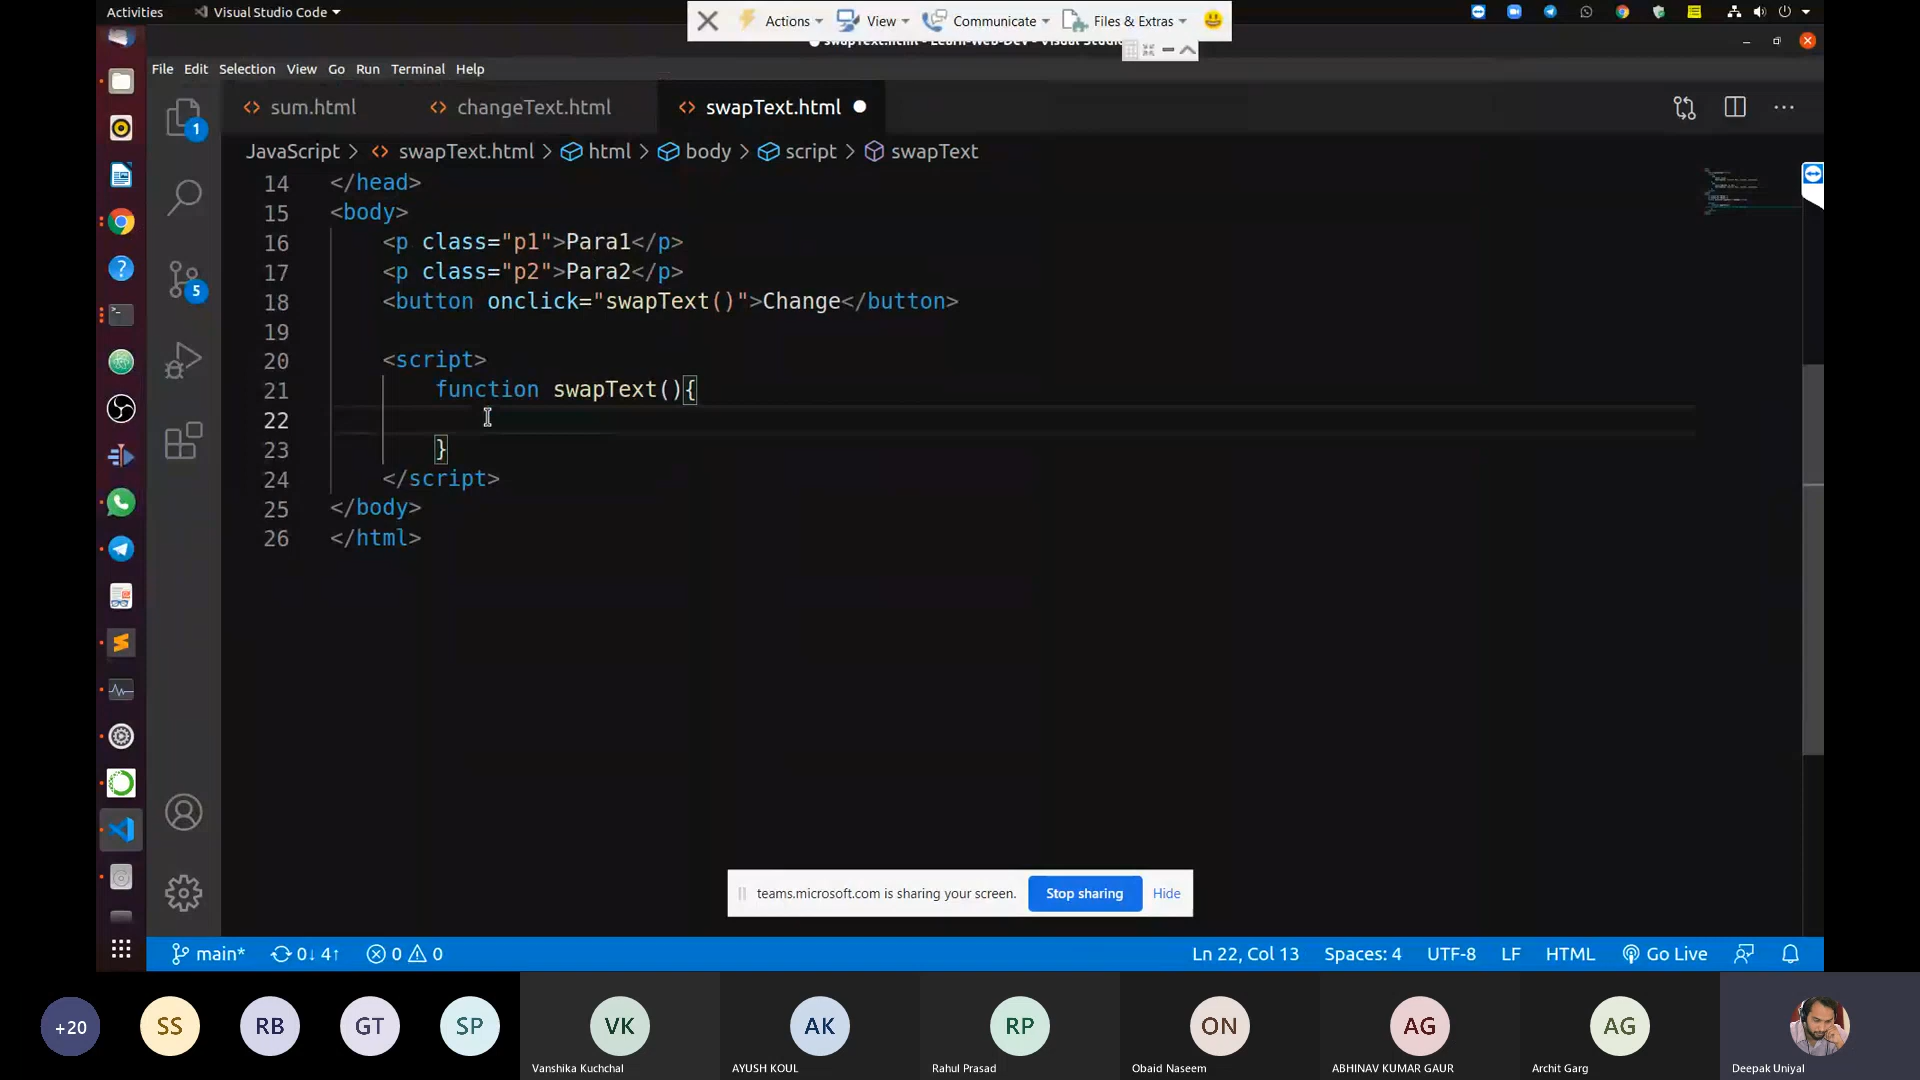 Activities
Visual Studio Code
Actions
View
Communicate
Files & Extras
File Edit Selection View Go Run Terminal Help
sum.html
changeText.html
swapText.html
JavaScript > swapText.html > html > body > script > swapText
14 </head>
15 <body>
16 <p class="p1">Para1</p>
17 <p class="p2">Para2</p>
18 <button onclick="swapText()">Change</button>
19
20 <script>
21 function swapText(){
22
23 }
24 </script>
25 </body>
26 </html>
1
5
teams.microsoft.com is sharing your screen. Stop sharing Hide
main* 0↓ 4↑ 0 0 Ln 22, Col 13 Spaces: 4 UTF-8 LF HTML Go Live
+20 SS RB GT SP VK AK RP ON AG AG
Vanshika Kuchchal AYUSH KOUL Rahul Prasad Obaid Naseem ABHINAV KUMAR GAUR Archit Garg Deepak Uniyal